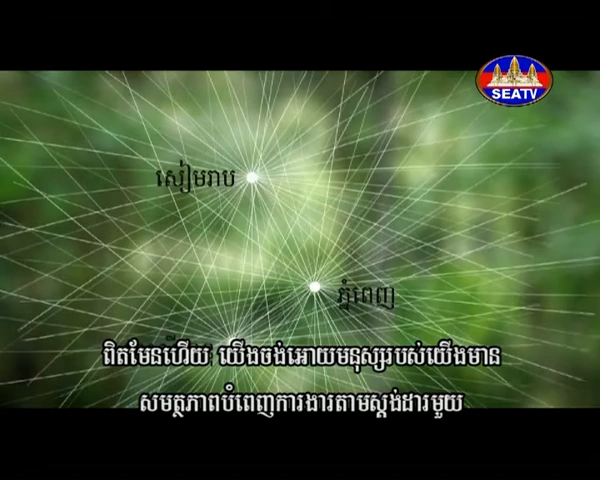 SEATV
សៀមរាប
ភ្នំពេញ
ពិតមែនហើយ យើងចង់អោយមនុស្សរបស់យើងមាន
សមត្ថភាពបំពេញការងារតាមស្តង់ដារមួយ